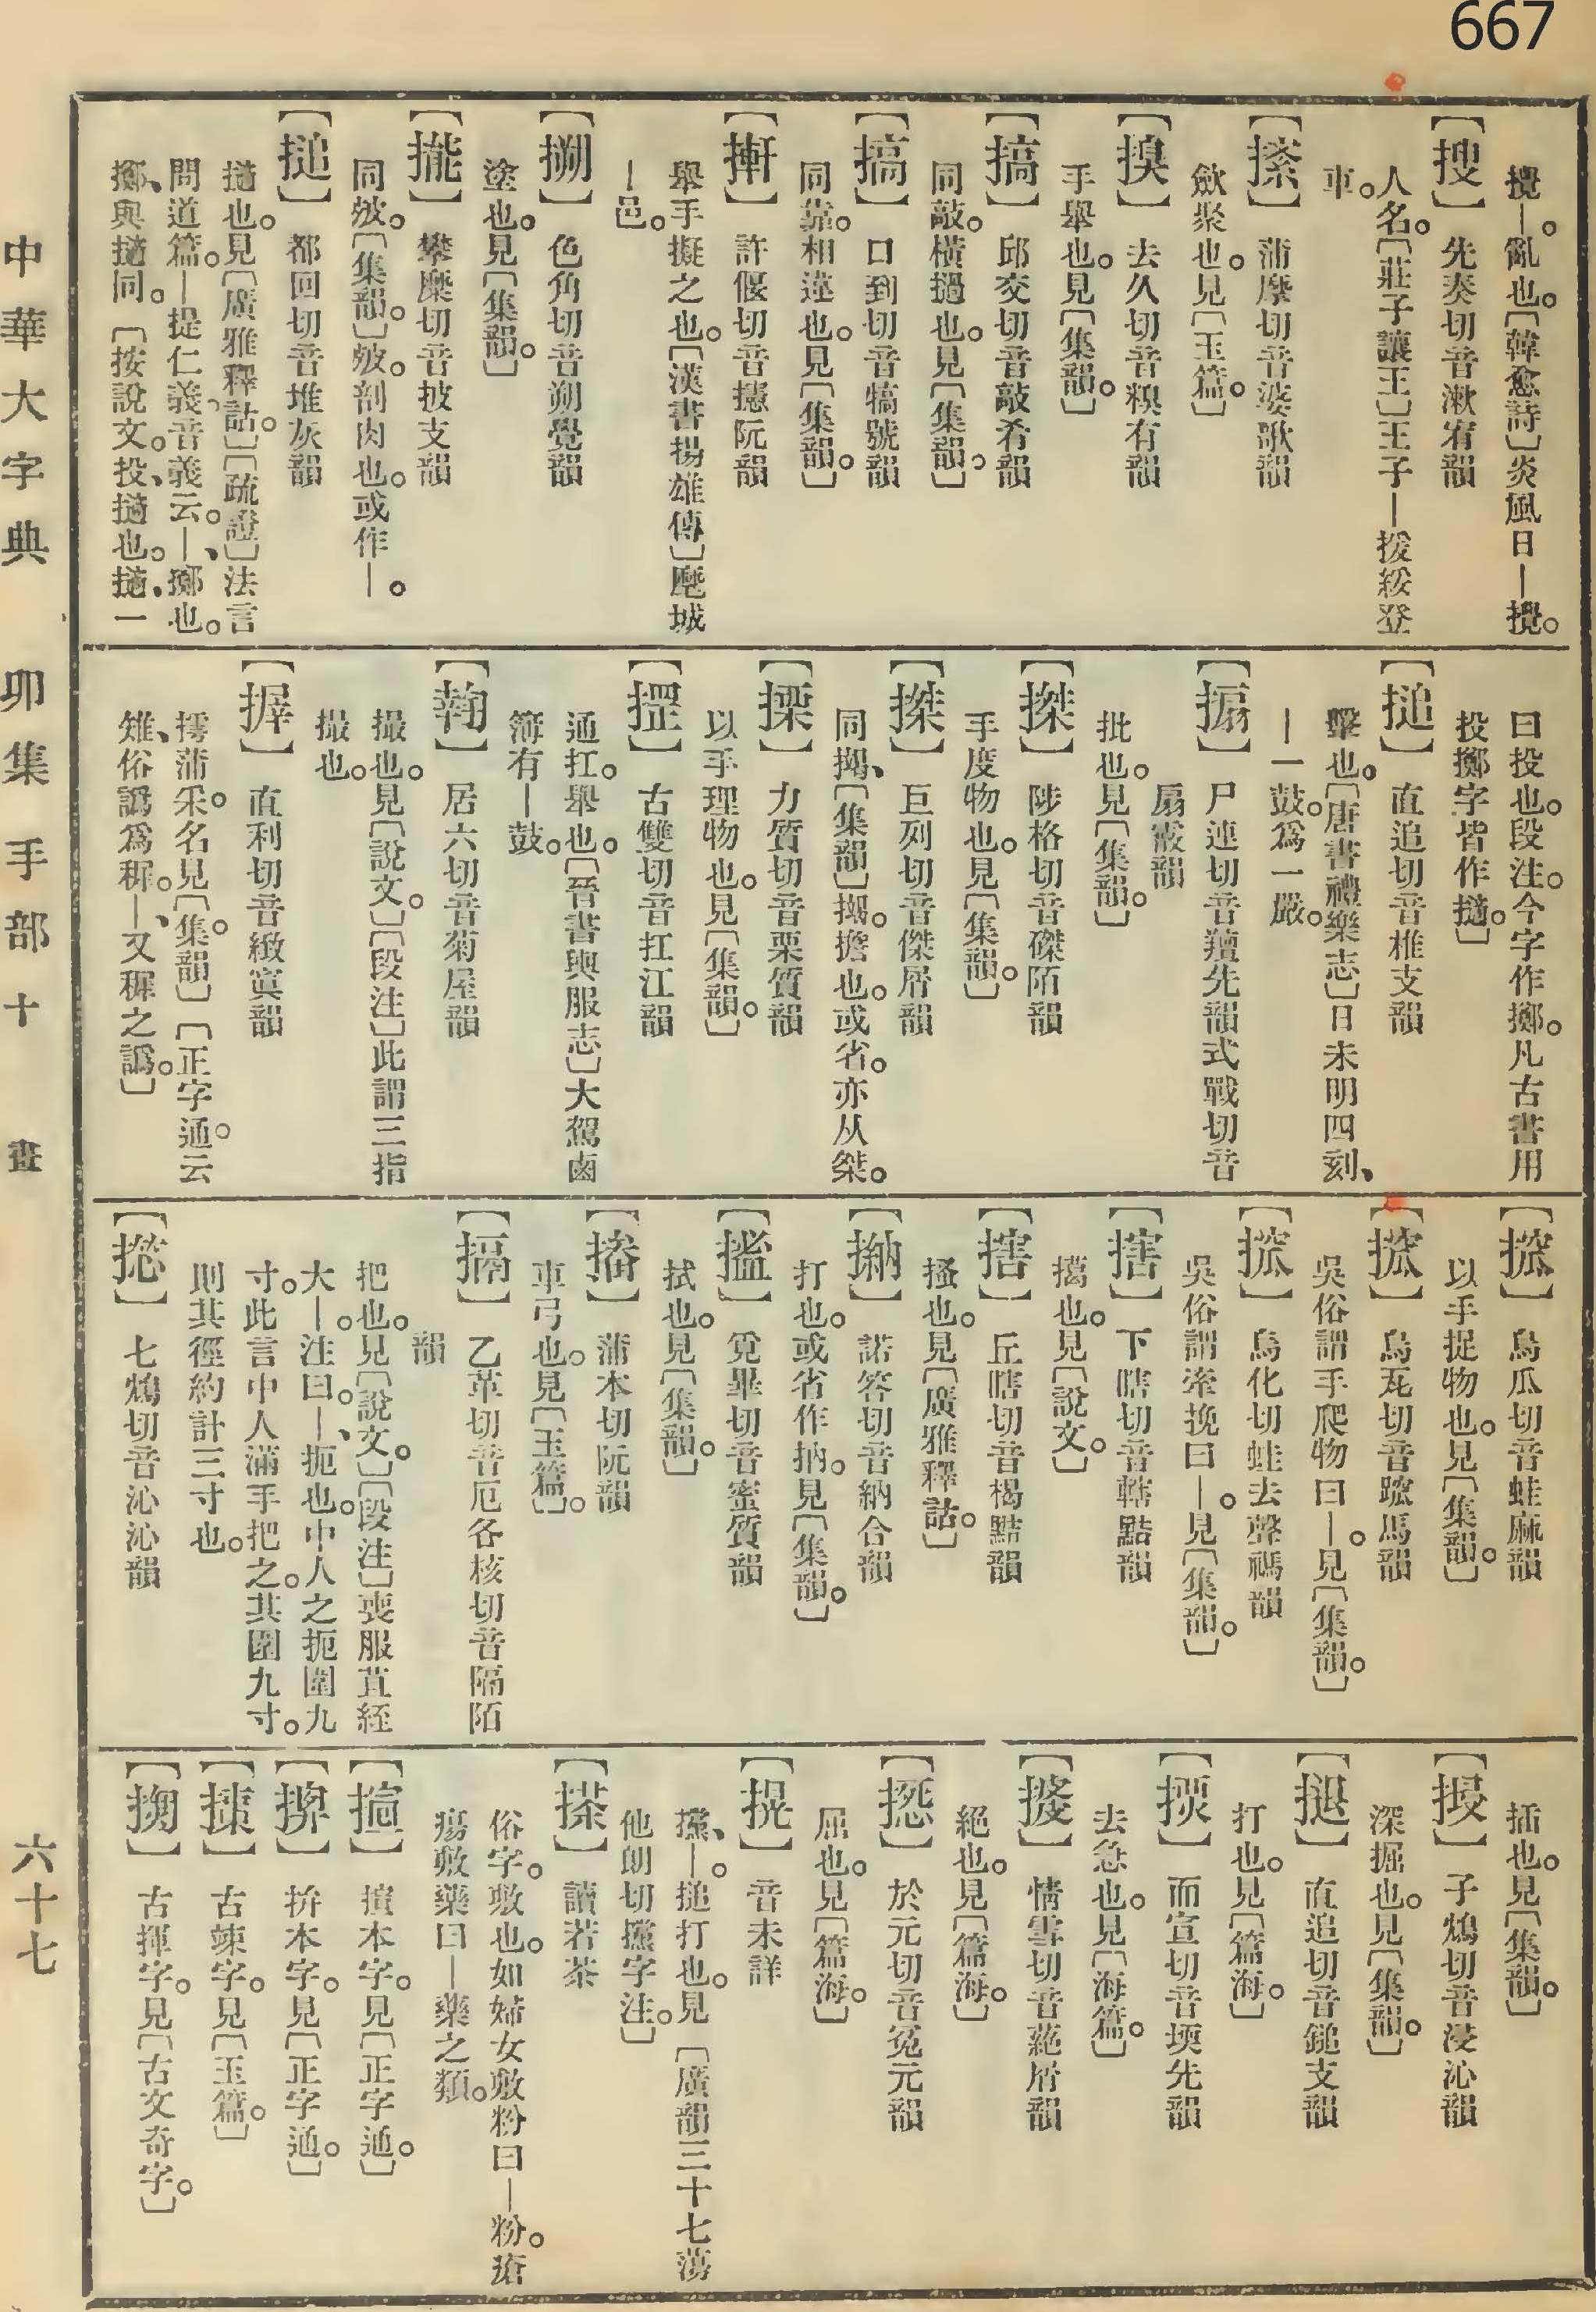 667
攪｜。亂也。〔韓愈詩〕炎風日｜攪。
【搜】先奏切音漱宥韻
人名。〔莊子讓王〕王子｜援綏登
車。
【搽】蒲摩切音婆歌韻
斂聚也。見〔玉篇。〕
【搝】去久切音糗有韻
手舉也。見〔集韻。〕
【搞】邱交切音敲肴韻
同敲。橫撾也。見〔集韻。〕
【搞】口到切音犒號韻
同靠。相違也。見〔集韻。〕
【㨥】許偃切音攇阮韻
舉手擬之也。〔漢書揚雄傳〕麾城
｜邑。
【搠】色角切音朔覺韻
塗也。見〔集韻。〕
攀糜切音披支韻
同㱟。〔集韻。〕㱟。剖肉也。或作｜。
【搥】都回切音堆灰韻
擿也。見〔廣雅釋詁。〕〔疏證〕法言
問道篇。｜提仁義。音義云。｜、擲也。
擲、與擿同。〔按說文。投、擿也。擿、一
曰投也。段注。今字作擲。凡古書用
投擲字皆作擿。〕
【搥】直追切音椎支韻
擊也。〔唐書禮樂志〕日未明四刻、
｜一鼓。爲一嚴。
【搧】尸連切音羶先韻式戰切音
扇霰韻
批也。見〔集韻。〕
【搩】陟格切音磔陌韻
手度物也。見〔集韻。〕
【搩】巨列切音傑屑韻
同揭、〔集韻〕揭。擔也。或省。亦从桀。
【搮】力質切音栗質韻
以手理物也。見〔集韻。〕
【摼】古雙切音扛江韻
通扛。舉也。〔晉書輿服志〕大駕鹵
簿有｜鼓。
居六切音菊屋韻
撮也。見〔說文。〕〔段注〕此謂三指
撮也。
直利切音緻寘韻
摴蒲采名。見〔集韻。〕〔正字通。云
雉、俗譌爲稺。｜、又稺之譌。〕
【搲】烏瓜切音蛙麻韻
以手捉物也。見〔集韻。〕
【搲】烏瓦切音䠚馬韻
吳俗謂手爬物曰｜。見〔集韻。〕
【搲】烏化切蛙去聲禡韻
吳俗謂牽挽曰｜。見〔集韻。〕
【搳】下瞎切音轄黠韻
擖也。見〔說文。〕
【搳】丘瞎切音楬黠韻
搔也。見〔廣雅釋詁。〕
【㨥】諾答切音納合韻
打也。或省作抐。見〔集韻。〕
覓畢切音蜜質韻
拭也。見〔集韻。〕
【㨧】蒲本切阮韻
車弓也。見〔玉篇。〕
【搹】乙革切音厄各核切音隔陌
韻
把也。見〔說文。〕〔段注〕喪服苴絰
大｜。注曰。｜、扼也。中人之扼圍九
寸。此言中人滿手把之。其圍九寸。
則其徑約計三寸也。
七鴆切音沁沁韻
插也。見〔集韻。〕
子鴆切音浸沁韻
深掘也。見〔集韻。〕
【搥】直追切音鎚支韻
打也。見〔篇海。〕
而宣切音堧先韻
去急也。見〔海篇。〕
情雪切音蕝屑韻
絕也。見〔篇海。〕
於元切音冤元韻
屈也。見〔篇海。〕
【㨪】音未詳
攩、｜。搥打也。見〔廣韻三十七蕩
他朗切攩字注。〕
【搽】讀若茶
俗字。敷也。如婦女敷粉曰｜粉。瘡
瘍敷藥曰｜藥之類。
【揎】揎本字。見〔正字通。〕
【㨁】拚本字。見〔正字通。〕
【㨂】古竦字。見〔玉篇。〕
【㧾】古揮字。見〔古文奇字。〕
中華大字典　卯集　手部　十　畫
六十七